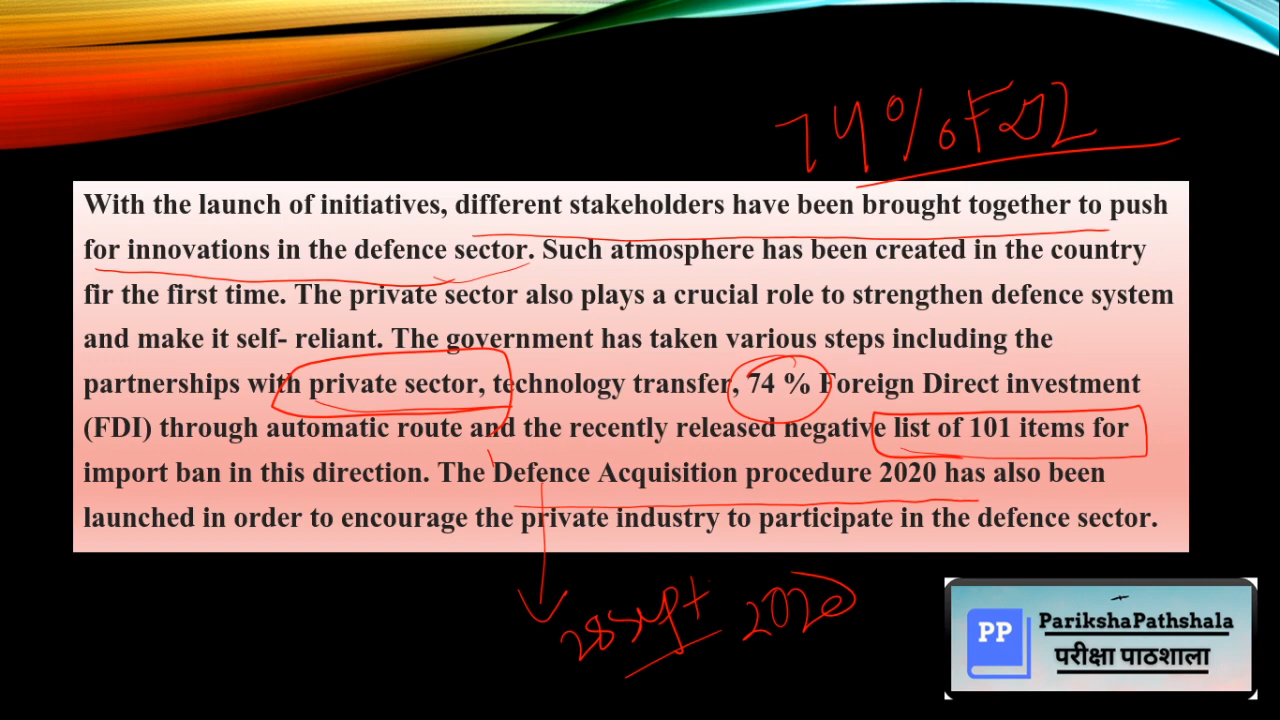 74% FDI
With the launch of initiatives, different stakeholders have been brought together to push
for innovations in the defence sector. Such atmosphere has been created in the country
fir the first time. The private sector also plays a crucial role to strengthen defence system
and make it self- reliant. The government has taken various steps including the
partnerships with private sector, technology transfer, 74 % Foreign Direct investment
(FDI) through automatic route and the recently released negative list of 101 items for
import ban in this direction. The Defence Acquisition procedure 2020 has also been
launched in order to encourage the private industry to participate in the defence sector.
28 sept 2020
PP
ParikshaPathshala
परीक्षा पाठशाला